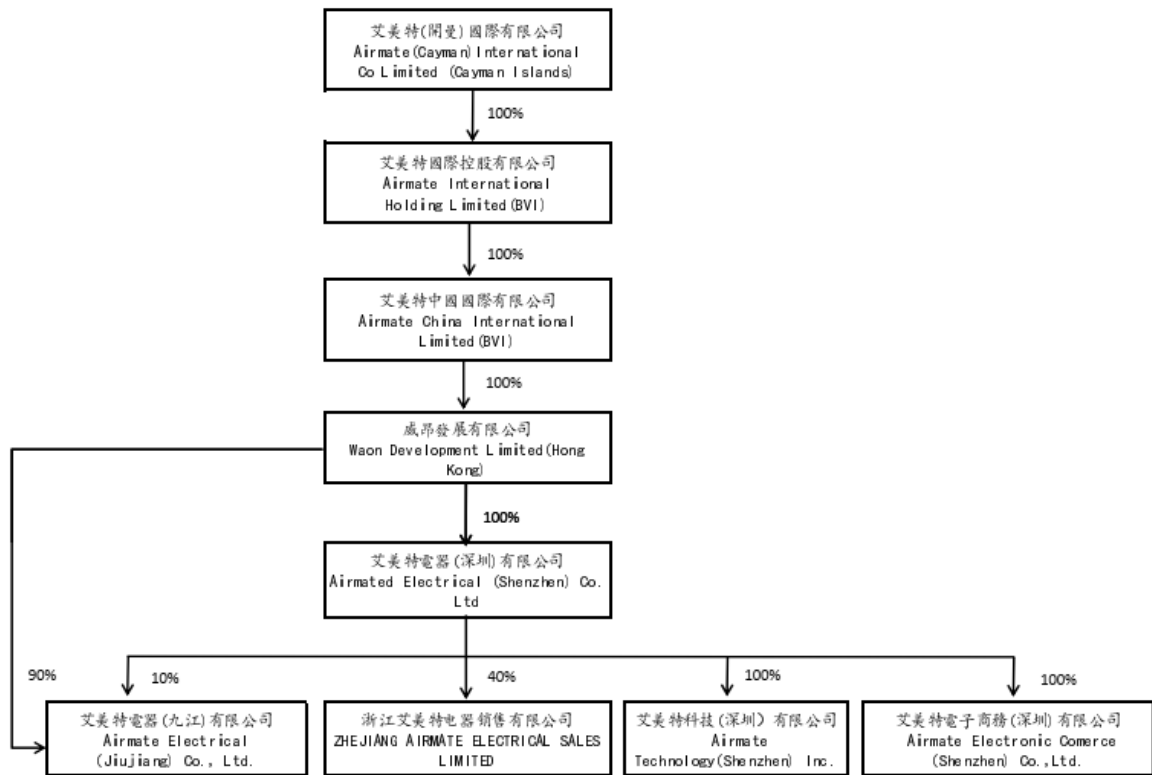 艾美特(開曼)國際有限公司
Airmate(Cayman)International
Co Limited (Cayman Islands)
100%
艾美特國際控股有限公司
Airmate International
Holding Limited(BVI)
100%
艾美特中國國際有限公司
Airmate China International
Limited(BVI)
100%
威昂發展有限公司
Waon Development Limited(Hong
Kong)
100%
艾美特電器(深圳)有限公司
Airmated Electrical (Shenzhen) Co.
Ltd
90%
10%
40%
100%
100%
艾美特電器(九江)有限公司
Airmate Electrical
(Jiujiang) Co., Ltd.
浙江艾美特电器銷售有限公司
ZHEJIANG AIRMATE ELECTRICAL SALES
LIMITED
艾美特科技(深圳）有限公司
Airmate
Technology(Shenzhen) Inc.
艾美特電子商務(深圳)有限公司
Airmate Electronic Comerce
(Shenzhen) Co.,Ltd.